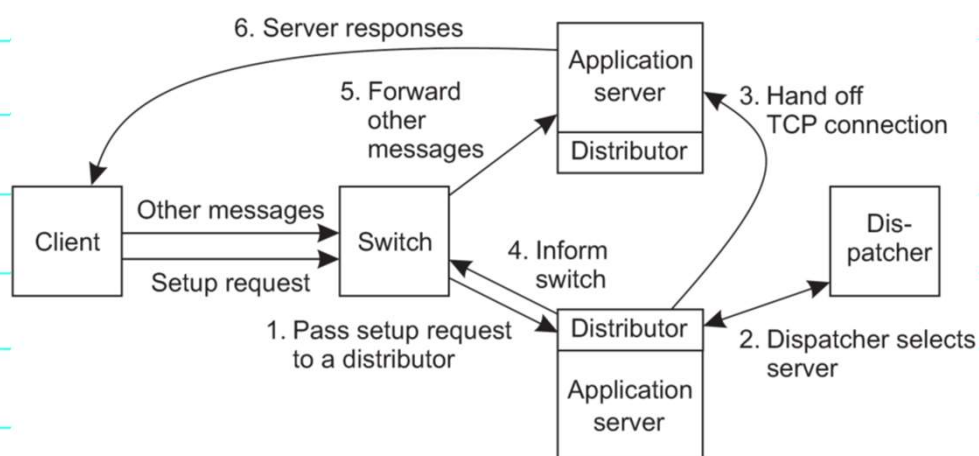 6. Server responses
Application
server
Distributor
5. Forward
other
messages
3. Hand off
TCP connection
Client
Other messages
Setup request
Switch
4. Inform
switch
Dis-
patcher
1. Pass setup request
to a distributor
Distributor
Application
server
2. Dispatcher selects
server